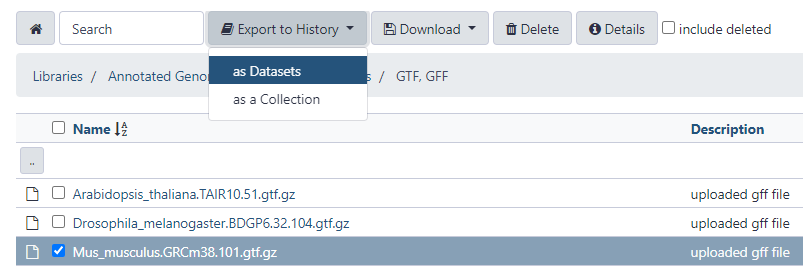 Search Export to History Download Delete Details include deleted
as Datasets
Libraries / Annotated Geno / GTF, GFF
as a Collection
Name Description
..
Arabidopsis_thaliana.TAIR10.51.gtf.gz uploaded gff file
Drosophila_melanogaster.BDGP6.32.104.gtf.gz uploaded gff file
Mus_musculus.GRCm38.101.gtf.gz uploaded gff file